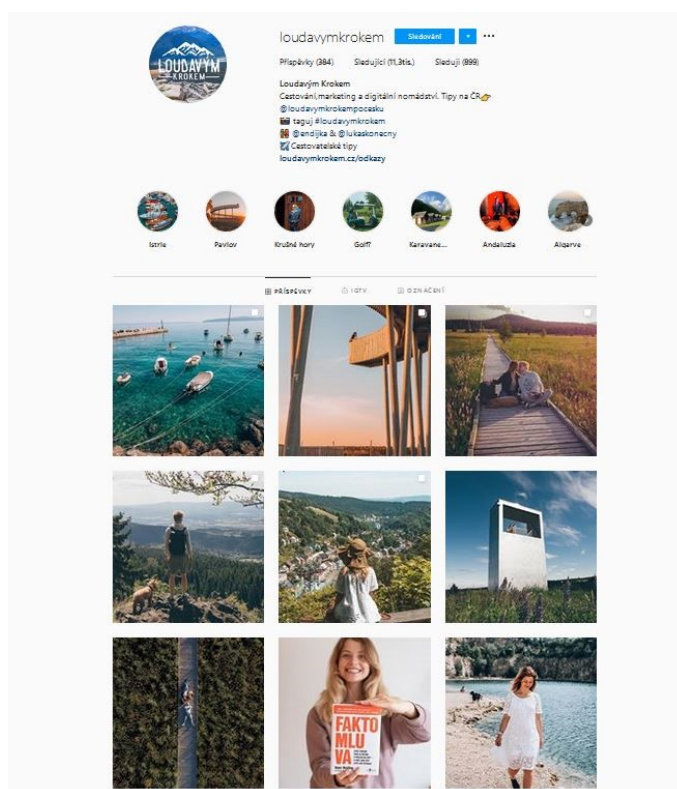 LOUDAVÝM
KROKEM
loudavymkrokem Sledování
Příspěvky (384) Sledující (11,3tis.) Sleduji (899)
Loudavým Krokem
Cestování,marketing a digitální nomádství. Tipy na ČR👉
@loudavymkrokempocesku
📷 taguj #loudavymkrokem
👫 @endijka & @lukaskonecny
✈️ Cestovatelské tipy
loudavymkrokem.cz/odkazy
Istrie Pavlov Krušné hory Golf? Karavane... Andaluzia Algarve
PŘÍSPĚVKY IGTV OZNAČENÍ
FAKTO
MLU
VA